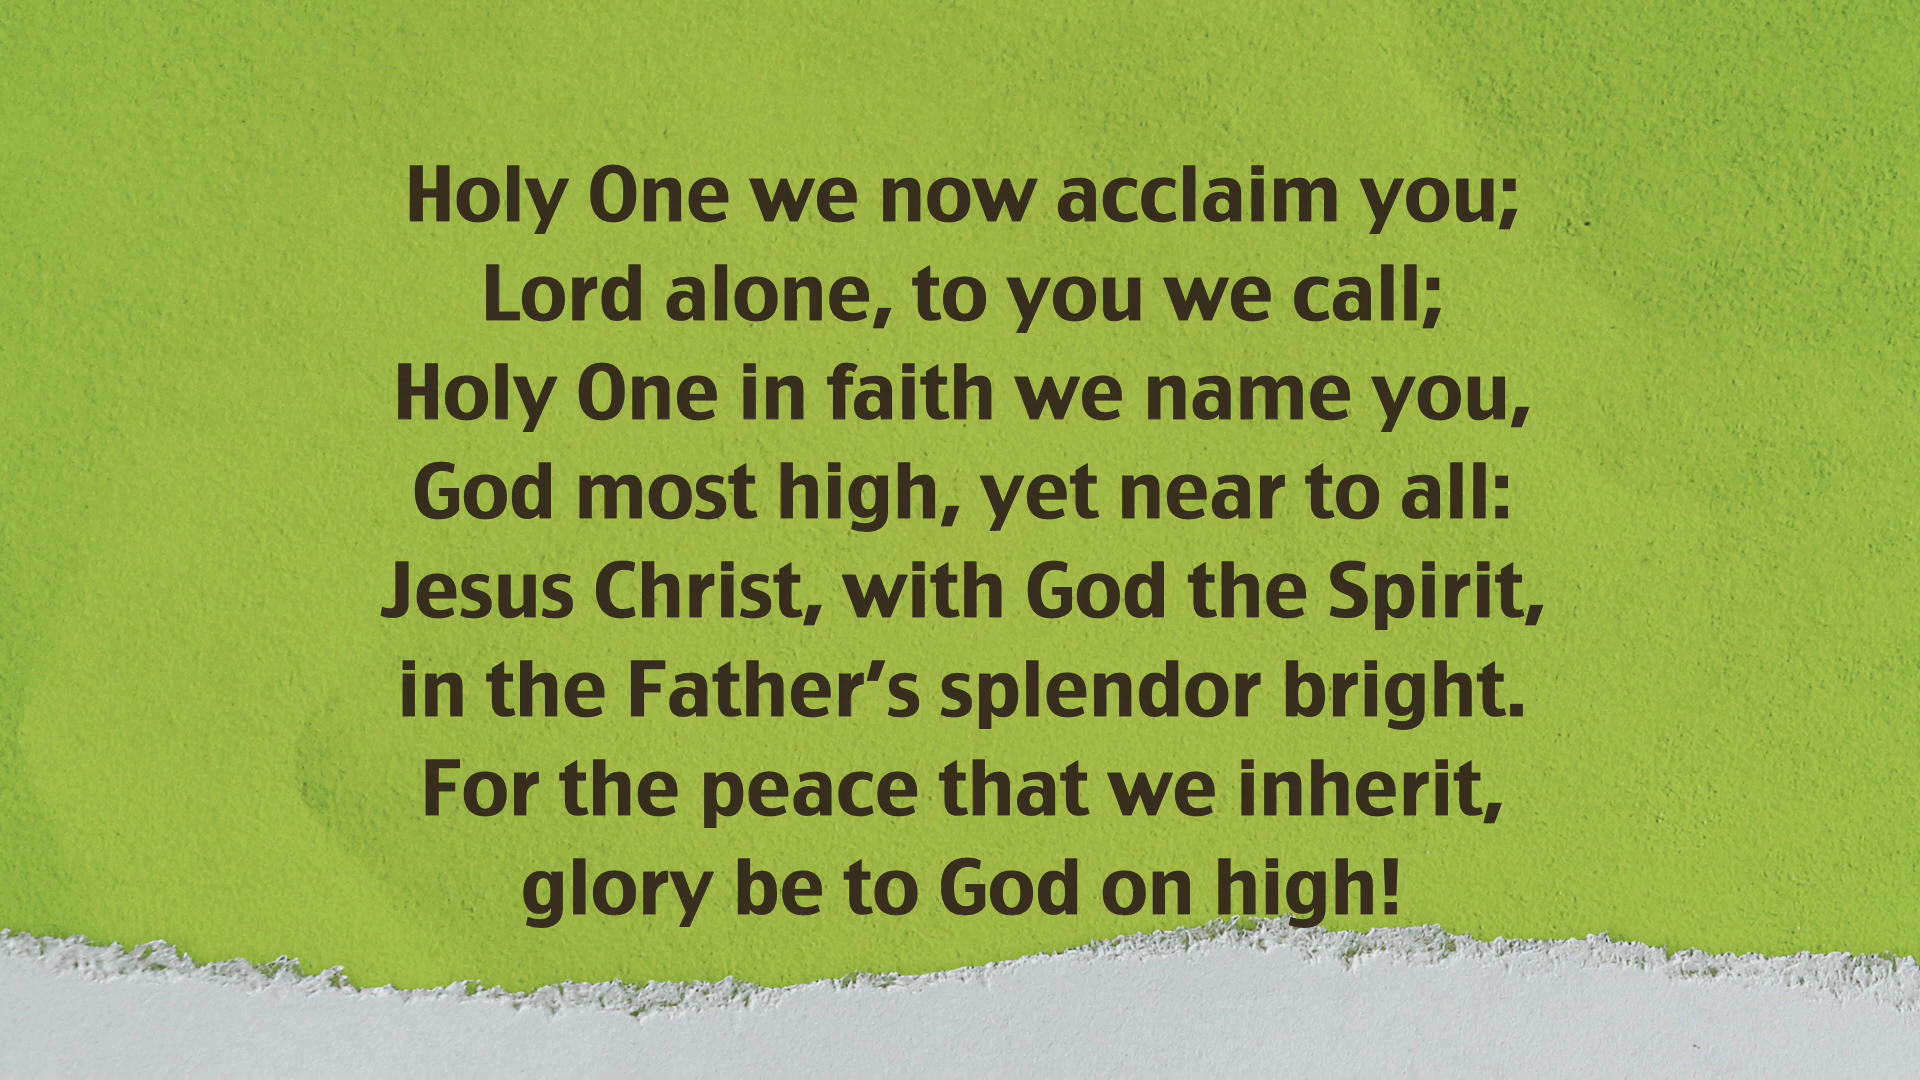 Holy One we now acclaim you;
Lord alone, to you we call;
Holy One in faith we name you,
God most high, yet near to all:
Jesus Christ, with God the Spirit,
in the Father’s splendor bright.
For the peace that we inherit,
glory be to God on high!